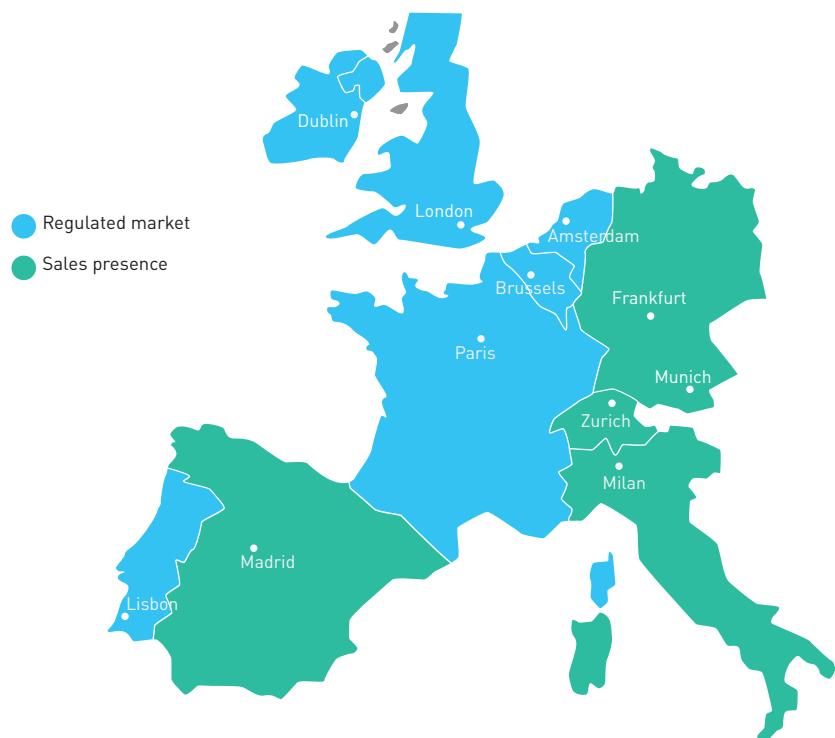 Dublin
Regulated market
London
Amsterdam
Sales presence
Brussels
Frankfurt
Paris
Munich
Zurich
Milan
Madrid
Lisbon